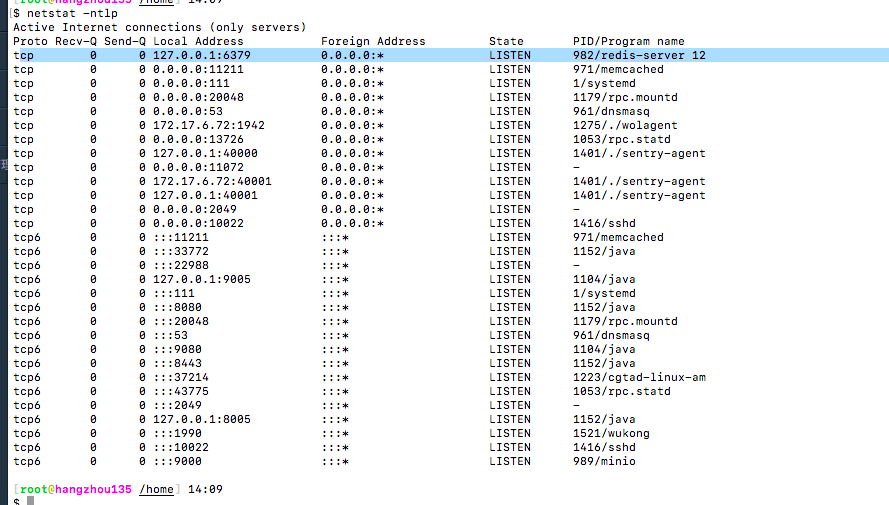 [root@hangzhou135 /home] 14:09
$ netstat -ntlp
Active Internet connections (only servers)
Proto Recv-Q Send-Q Local Address           Foreign Address         State       PID/Program name
tcp        0      0 127.0.0.1:6379          0.0.0.0:*               LISTEN      982/redis-server 12
tcp        0      0 0.0.0.0:11211           0.0.0.0:*               LISTEN      971/memcached
tcp        0      0 0.0.0.0:111             0.0.0.0:*               LISTEN      1/systemd
tcp        0      0 0.0.0.0:20048           0.0.0.0:*               LISTEN      1179/rpc.mountd
tcp        0      0 0.0.0.0:53              0.0.0.0:*               LISTEN      961/dnsmasq
tcp        0      0 172.17.6.72:1942        0.0.0.0:*               LISTEN      1275/./wolagent
tcp        0      0 0.0.0.0:13726           0.0.0.0:*               LISTEN      1053/rpc.statd
tcp        0      0 127.0.0.1:40000         0.0.0.0:*               LISTEN      1401/./sentry-agent
tcp        0      0 0.0.0.0:11072           0.0.0.0:*               LISTEN      -
tcp        0      0 172.17.6.72:40001       0.0.0.0:*               LISTEN      1401/./sentry-agent
tcp        0      0 127.0.0.1:40001         0.0.0.0:*               LISTEN      1401/./sentry-agent
tcp        0      0 0.0.0.0:2049            0.0.0.0:*               LISTEN      -
tcp        0      0 0.0.0.0:10022           0.0.0.0:*               LISTEN      1416/sshd
tcp6       0      0 :::11211                :::*                    LISTEN      971/memcached
tcp6       0      0 :::33772                :::*                    LISTEN      1152/java
tcp6       0      0 :::22988                :::*                    LISTEN      -
tcp6       0      0 127.0.0.1:9005          :::*                    LISTEN      1104/java
tcp6       0      0 :::111                  :::*                    LISTEN      1/systemd
tcp6       0      0 :::8080                 :::*                    LISTEN      1152/java
tcp6       0      0 :::20048                :::*                    LISTEN      1179/rpc.mountd
tcp6       0      0 :::53                   :::*                    LISTEN      961/dnsmasq
tcp6       0      0 :::9080                 :::*                    LISTEN      1104/java
tcp6       0      0 :::8443                 :::*                    LISTEN      1152/java
tcp6       0      0 :::37214                :::*                    LISTEN      1223/cgtad-linux-am
tcp6       0      0 :::43775                :::*                    LISTEN      1053/rpc.statd
tcp6       0      0 :::2049                 :::*                    LISTEN      -
tcp6       0      0 127.0.0.1:8005          :::*                    LISTEN      1152/java
tcp6       0      0 :::1990                 :::*                    LISTEN      1521/wukong
tcp6       0      0 :::10022                :::*                    LISTEN      1416/sshd
tcp6       0      0 :::9000                 :::*                    LISTEN      989/minio
[root@hangzhou135 /home] 14:09
$